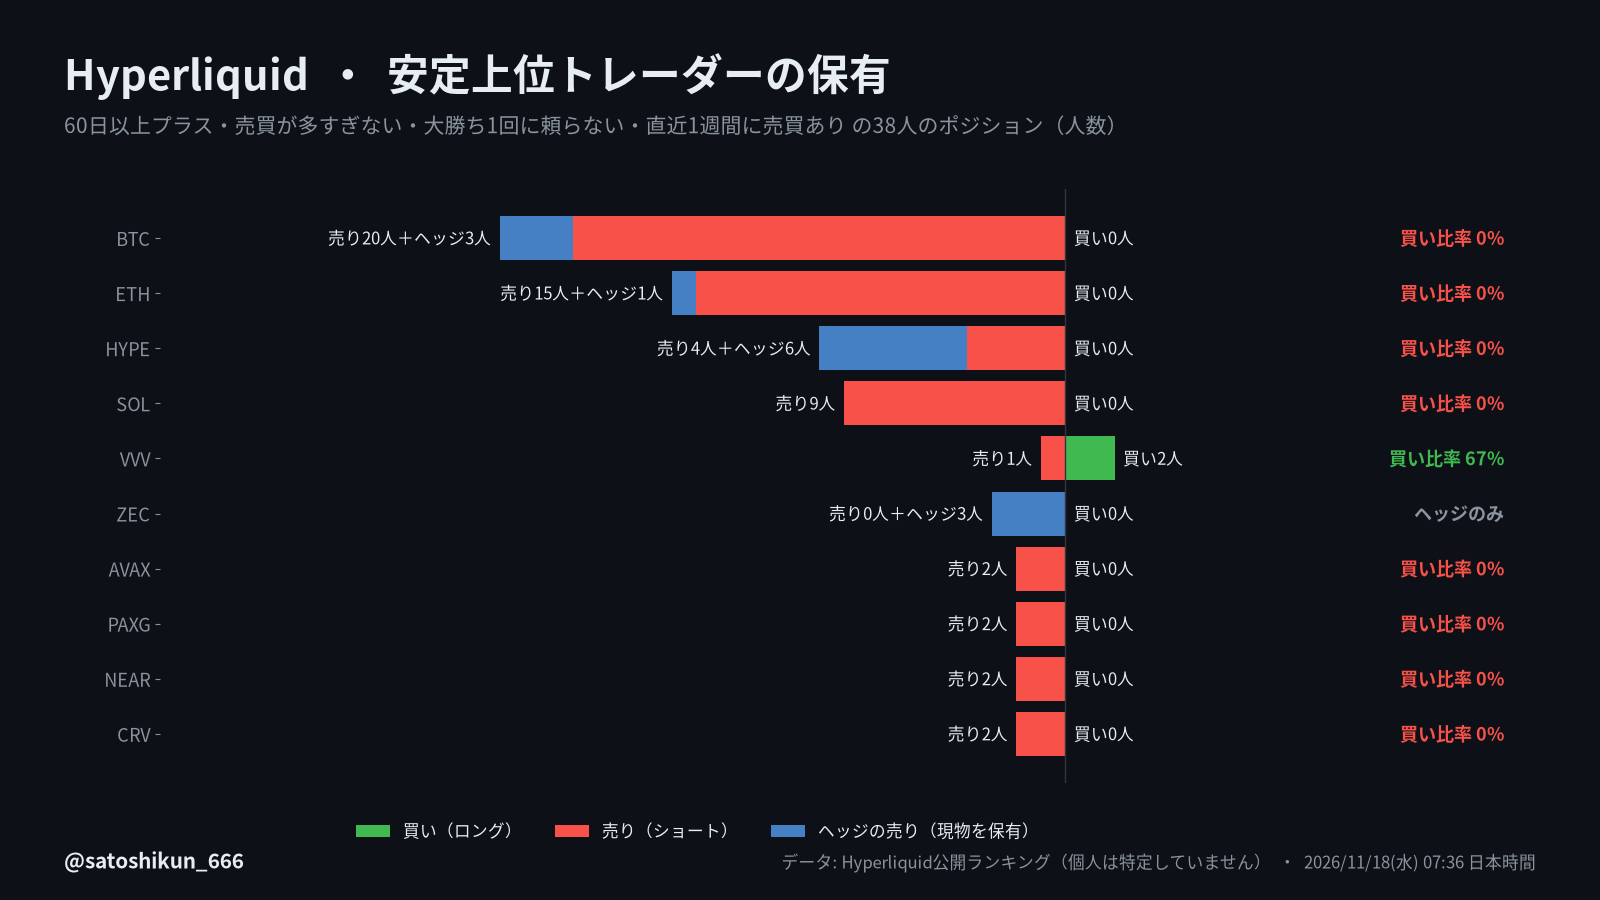 Hyperliquid ・ 安定上位トレーダーの保有
60日以上プラス・売買が多すぎない・大勝ち1回に頼らない・直近1週間に売買あり の38人のポジション（人数）
BTC 売り20人＋ヘッジ3人 買い0人 買い比率 0%
ETH 売り15人＋ヘッジ1人 買い0人 買い比率 0%
HYPE 売り4人＋ヘッジ6人 買い0人 買い比率 0%
SOL 売り9人 買い0人 買い比率 0%
VVV 売り1人 買い2人 買い比率 67%
ZEC 売り0人＋ヘッジ3人 買い0人 ヘッジのみ
AVAX 売り2人 買い0人 買い比率 0%
PAXG 売り2人 買い0人 買い比率 0%
NEAR 売り2人 買い0人 買い比率 0%
CRV 売り2人 買い0人 買い比率 0%
買い（ロング） 売り（ショート） ヘッジの売り（現物を保有）
@satoshikun_666
データ: Hyperliquid公開ランキング（個人は特定していません） ・ 2026/11/18(水) 07:36 日本時間